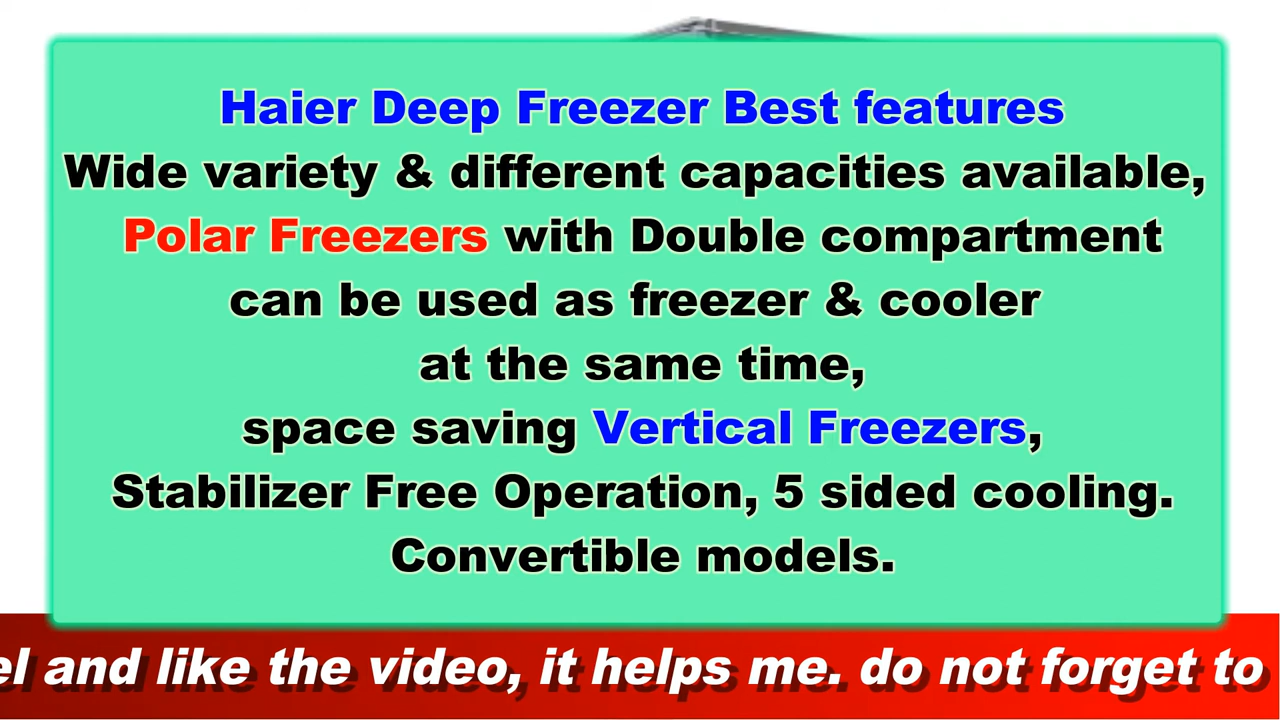 Haier Deep Freezer Best features
Wide variety & different capacities available,
Polar Freezers with Double compartment
can be used as freezer & cooler
at the same time,
space saving Vertical Freezers,
Stabilizer Free Operation, 5 sided cooling.
Convertible models.
el and like the video, it helps me. do not forget to